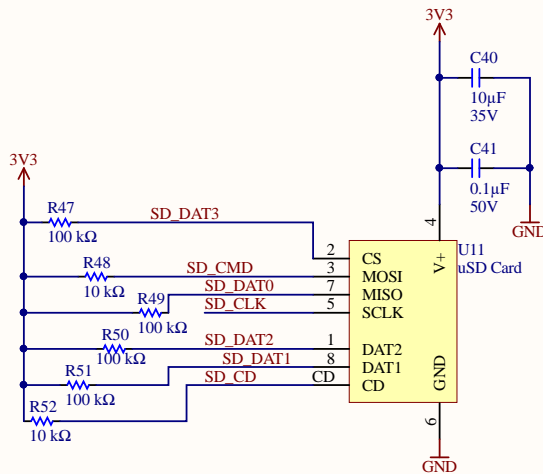 3V3
C40
10µF
35V
C41
0.1µF
50V
GND
4
V+
U11
uSD Card
3V3
R47
100 kΩ
SD_DAT3
2
CS
R48
10 kΩ
SD_CMD
3
MOSI
R49
100 kΩ
SD_DAT0
7
MISO
SD_CLK
5
SCLK
R50
100 kΩ
SD_DAT2
1
DAT2
R51
100 kΩ
SD_DAT1
8
DAT1
R52
10 kΩ
SD_CD
CD
CD
GND
6
GND